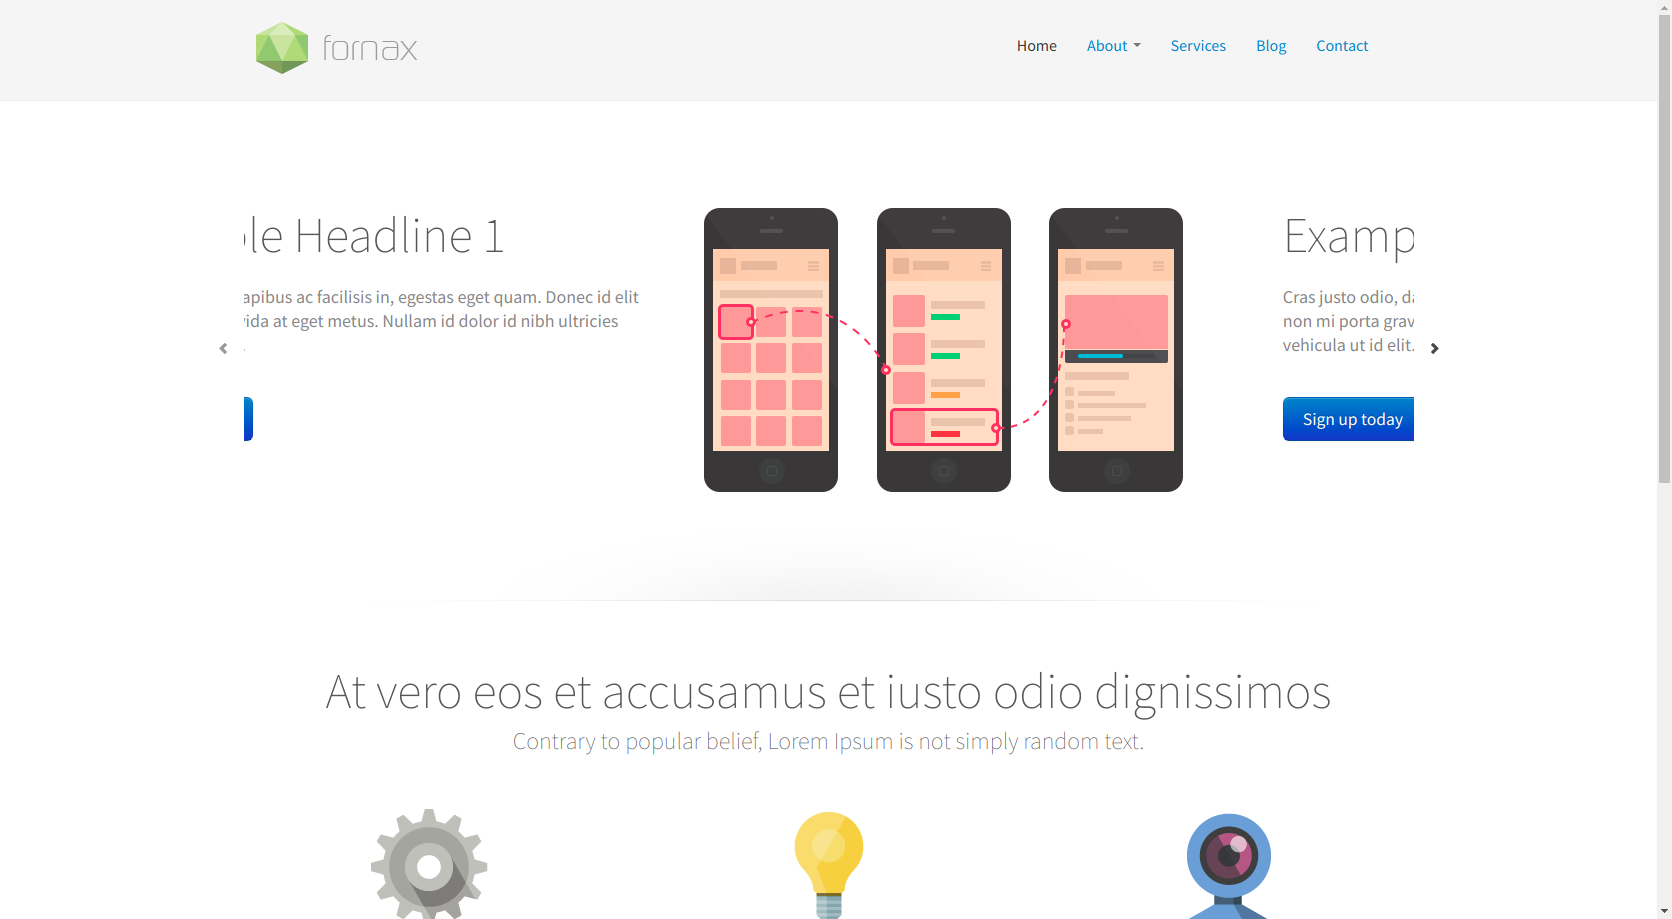 fornax
Home About Services Blog Contact
le Headline 1
apibus ac facilisis in, egestas eget quam. Donec id elit
vida at eget metus. Nullam id dolor id nibh ultricies
Examp
Cras justo odio, da
non mi porta grav
vehicula ut id elit.
Sign up today
At vero eos et accusamus et iusto odio dignissimos
Contrary to popular belief, Lorem Ipsum is not simply random text.